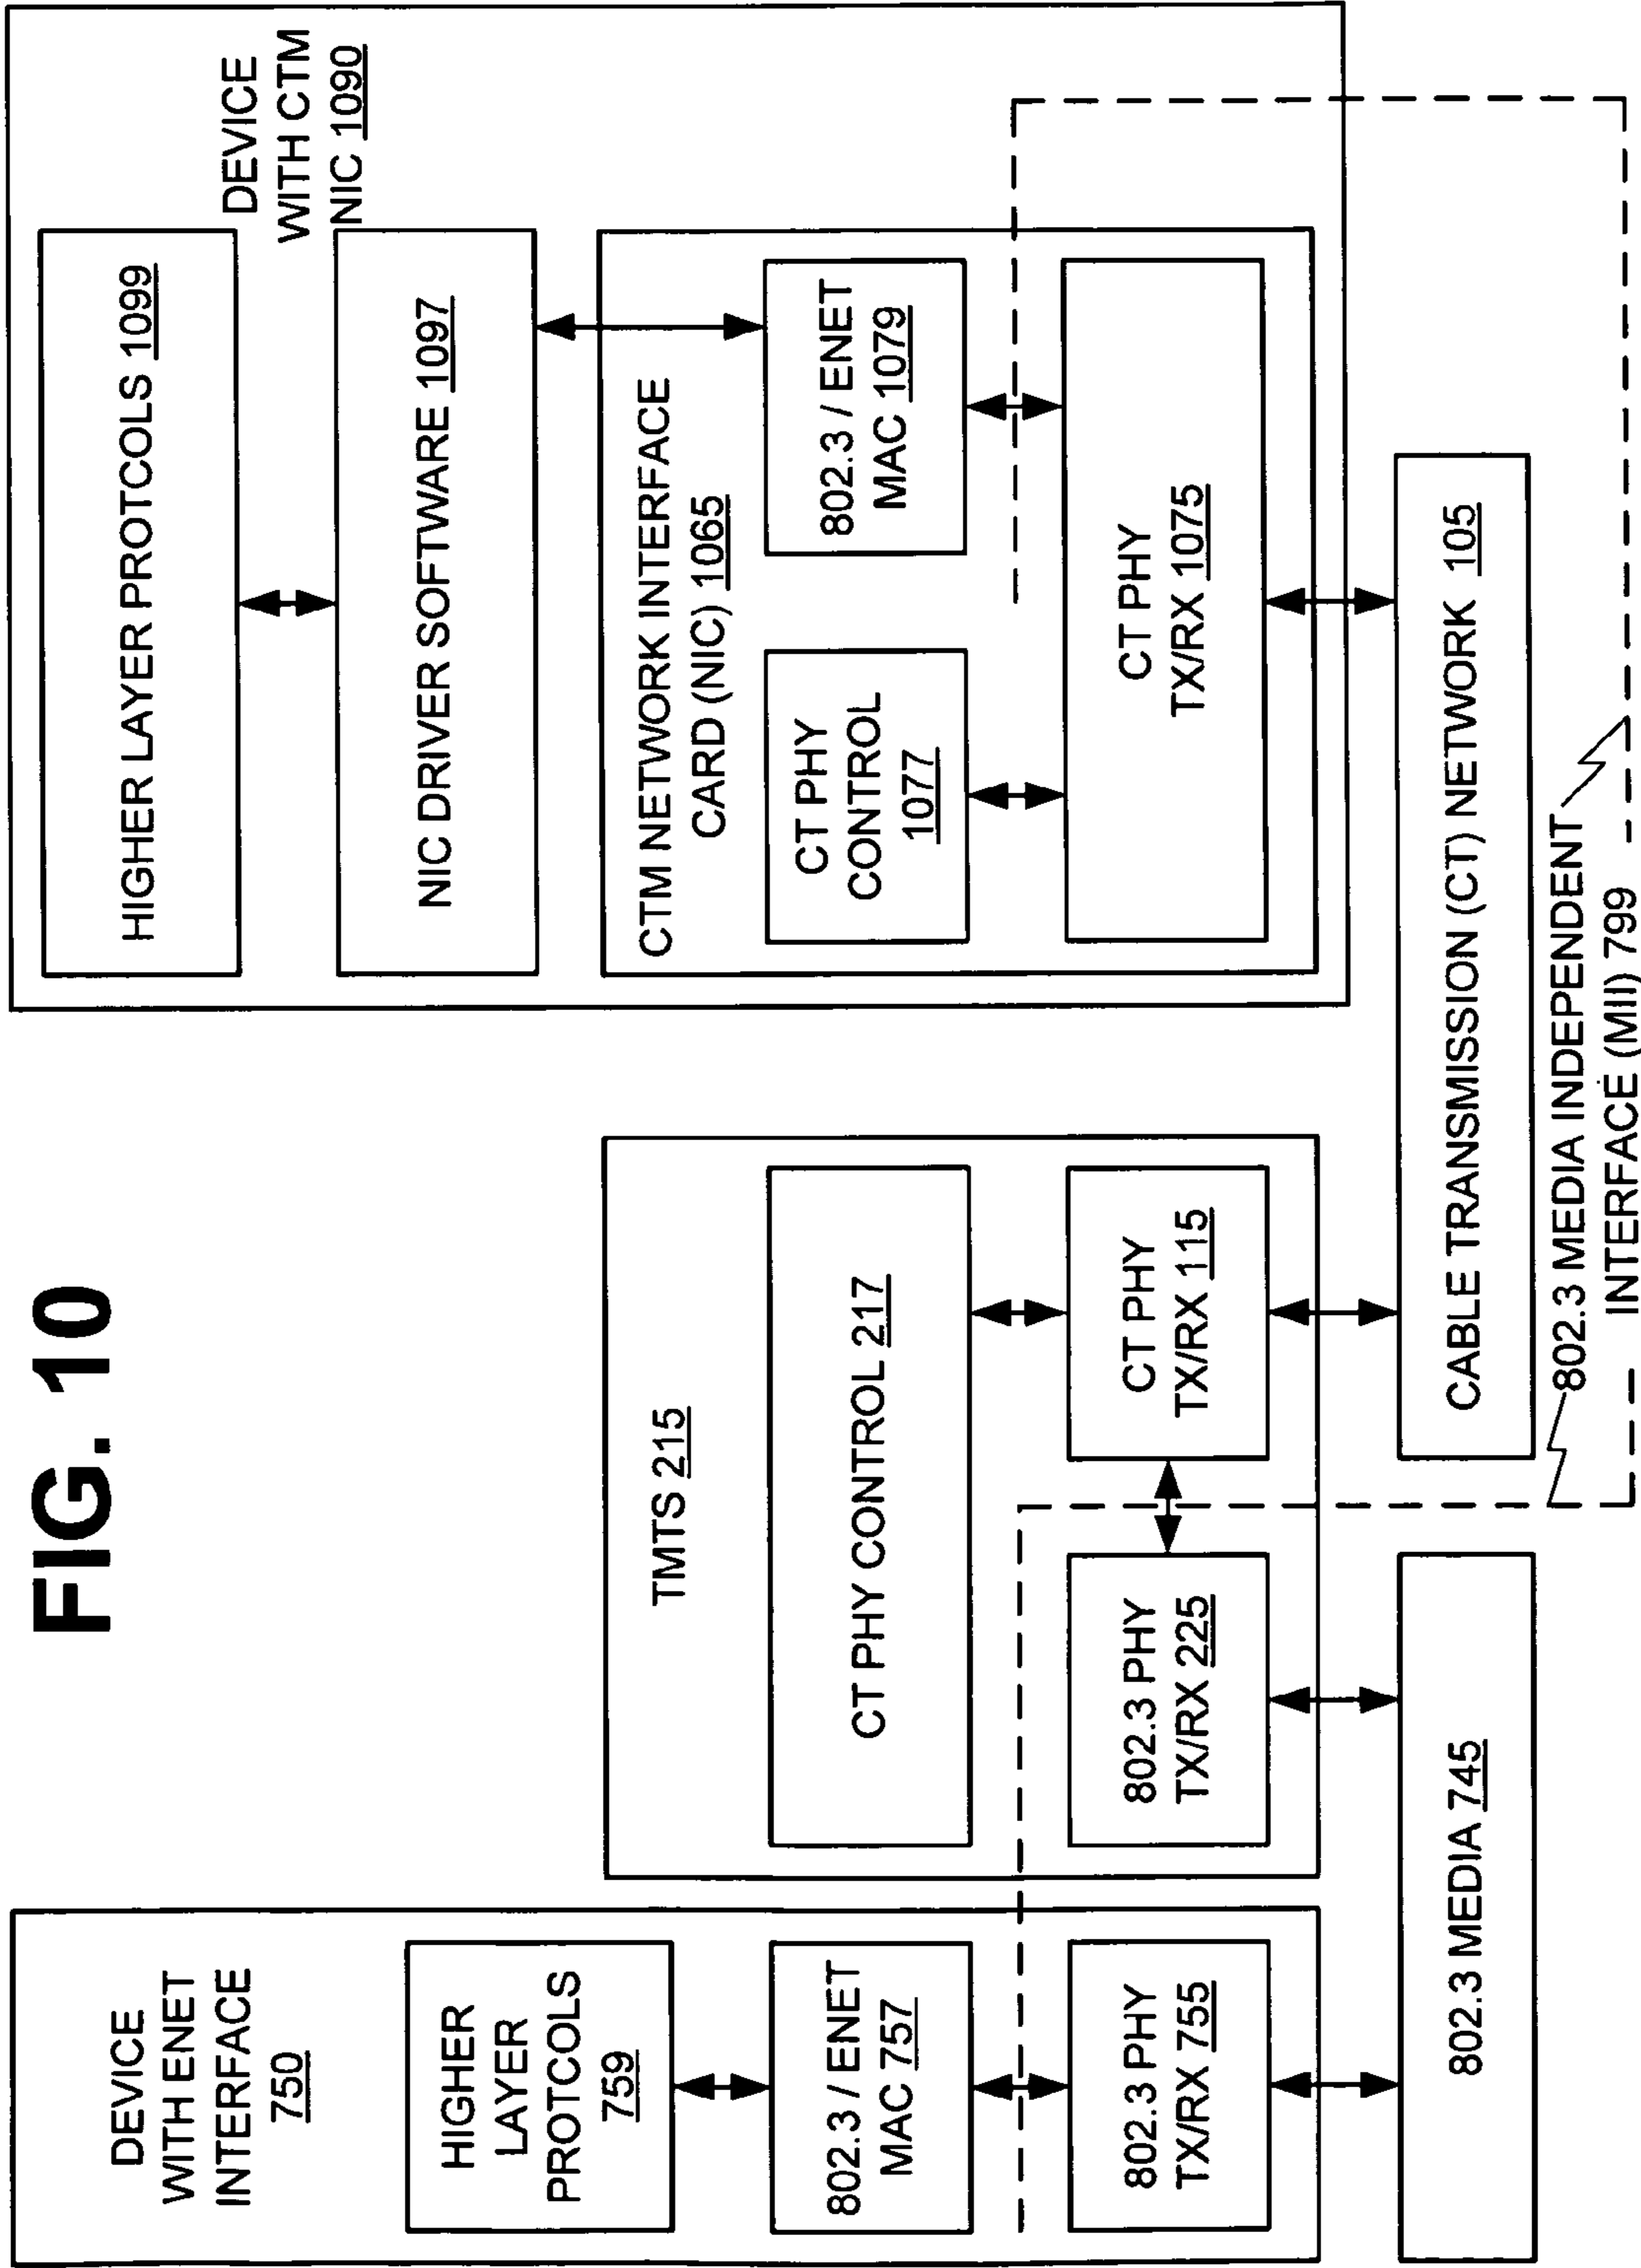 FIG. 10
DEVICE
WITH ENET
INTERFACE
750
HIGHER
LAYER
PROTCOLS
759
802.3 / ENET
MAC 757
802.3 PHY
TX/RX 755
802.3 MEDIA 745
TMTS 215
CT PHY CONTROL 217
802.3 PHY
TX/RX 225
CT PHY
TX/RX 115
DEVICE
WITH CTM
NIC 1090
HIGHER LAYER PROTCOLS 1099
NIC DRIVER SOFTWARE 1097
CTM NETWORK INTERFACE
CARD (NIC) 1065
CT PHY
CONTROL
1077
802.3 / ENET
MAC 1079
CT PHY
TX/RX 1075
CABLE TRANSMISSION (CT) NETWORK 105
802.3 MEDIA INDEPENDENT
INTERFACE (MII) 799